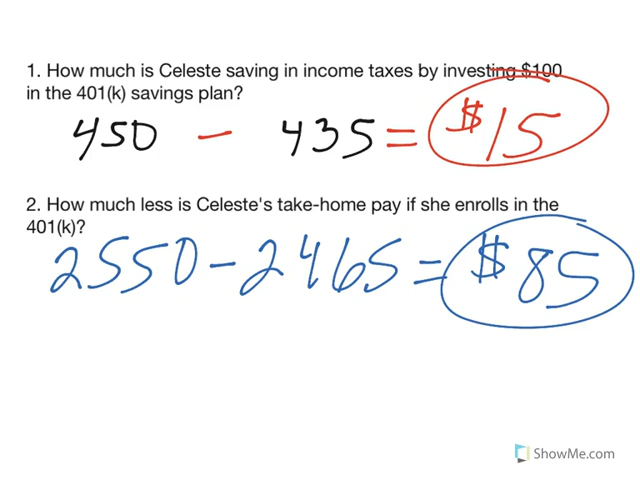 1. How much is Celeste saving in income taxes by investing $100
in the 401(k) savings plan?
450 - 435 = $15
2. How much less is Celeste's take-home pay if she enrolls in the
401(k)?
2550 - 2465 = $85
ShowMe.com